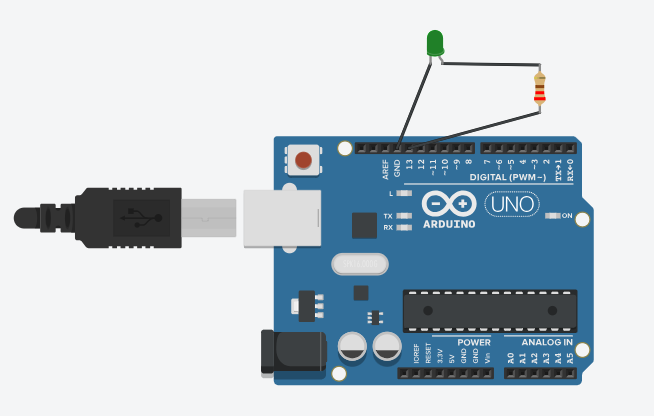 AREF
GND
13
12
~11
~10
~9
8
7
~6
~5
4
~3
2
TX→1
RX←0
DIGITAL (PWM~)
L
TX
RX
ARDUINO
UNO
ON
POWER
ANALOG IN
IOREF
RESET
3.3V
5V
GND
GND
Vin
A0
A1
A2
A3
A4
A5